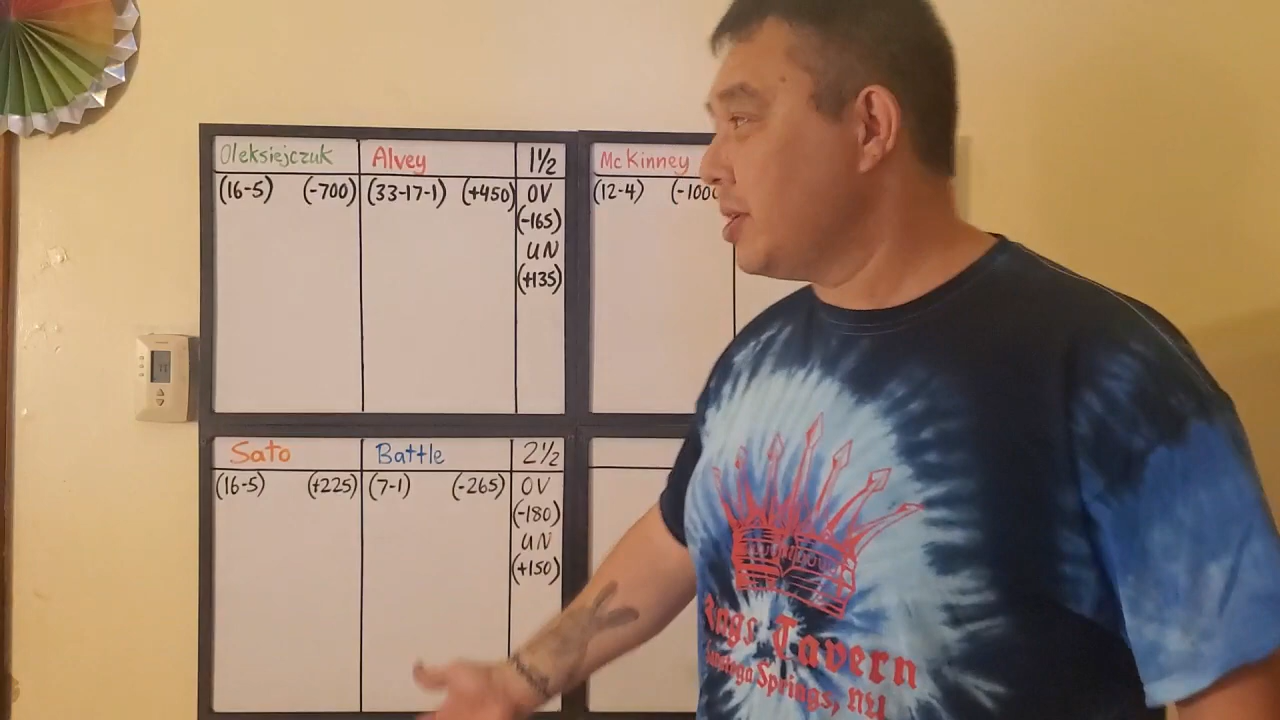 Oleksiejczuk Alvey 1½
(16-5) (-700) (33-17-1) (+450) OV
(-165)
UN
(+135)
McKinney
(12-4) (-100
Sato Battle 2½
(16-5) (+225) (7-1) (-265) OV
(-180)
UN
(+150)
Tavern
Springs, NY